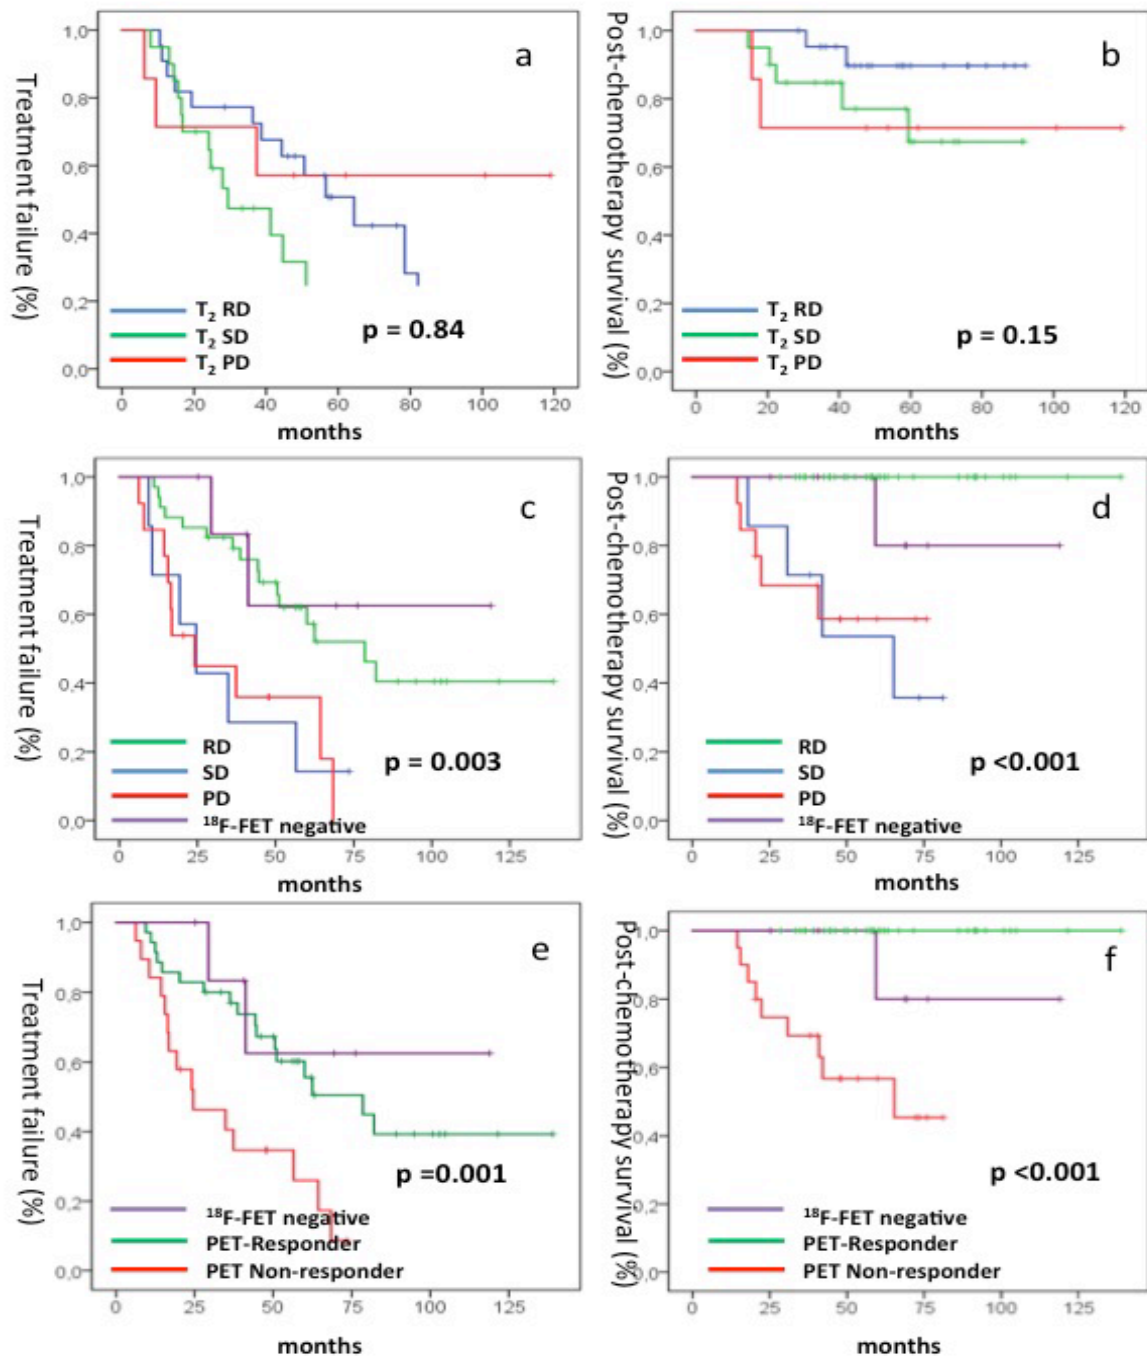 a
Treatment failure (%)
1,0
0,8
0,6
0,4
0,2
0,0
T2 RD
T2 SD
T2 PD
p = 0.84
0 20 40 60 80 100 120
months
b
Post-chemotherapy survival (%)
1,0
0,8
0,6
0,4
0,2
0,0
T2 RD
T2 SD
T2 PD
p = 0.15
0 20 40 60 80 100 120
months
c
Treatment failure (%)
1,0
0,8
0,6
0,4
0,2
0,0
RD
SD
PD
18F-FET negative
p = 0.003
0 25 50 75 100 125
months
d
Post-chemotherapy survival (%)
1,0
0,8
0,6
0,4
0,2
0,0
RD
SD
PD
18F-FET negative
p <0.001
0 25 50 75 100 125
months
e
Treatment failure (%)
1,0
0,8
0,6
0,4
0,2
0,0
p =0.001
18F-FET negative
PET-Responder
PET Non-responder
0 25 50 75 100 125
months
f
Post-chemotherapy survival (%)
1,0
0,8
0,6
0,4
0,2
0,0
p <0.001
18F-FET negative
PET-Responder
PET Non-responder
0 25 50 75 100 125
months